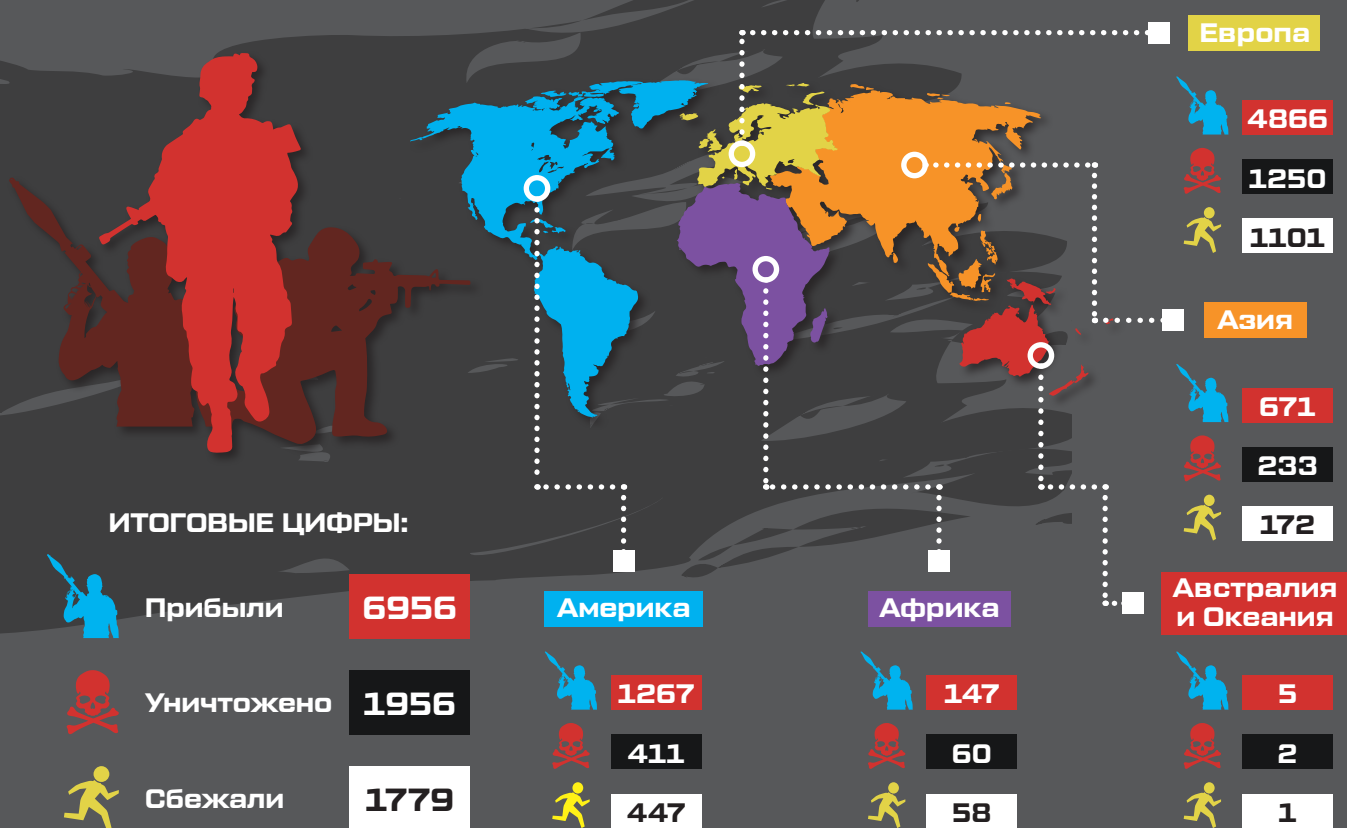 Европа
4866
1250
1101
Азия
671
233
172
ИТОГОВЫЕ ЦИФРЫ:
Прибыли
6956
Уничтожено
1956
Сбежали
1779
Америка
1267
411
447
Африка
147
60
58
Австралия
и Океания
5
2
1